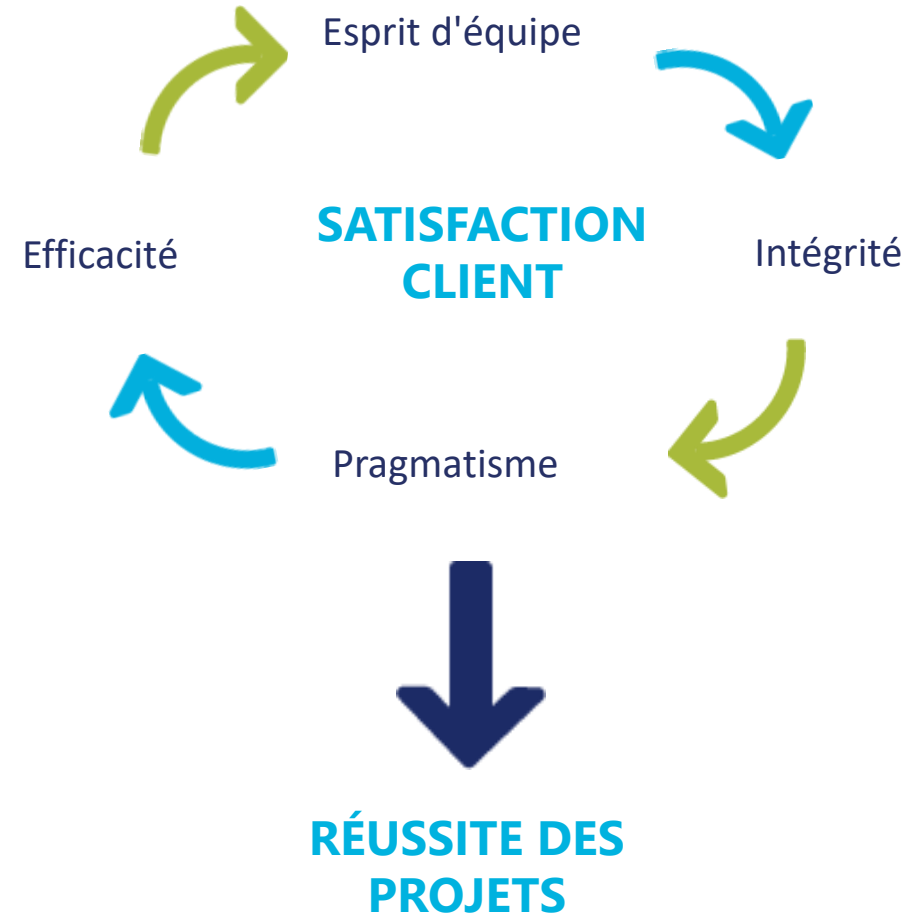 Esprit d'équipe
SATISFACTION
CLIENT
Efficacité
Intégrité
Pragmatisme
RÉUSSITE DES
PROJETS